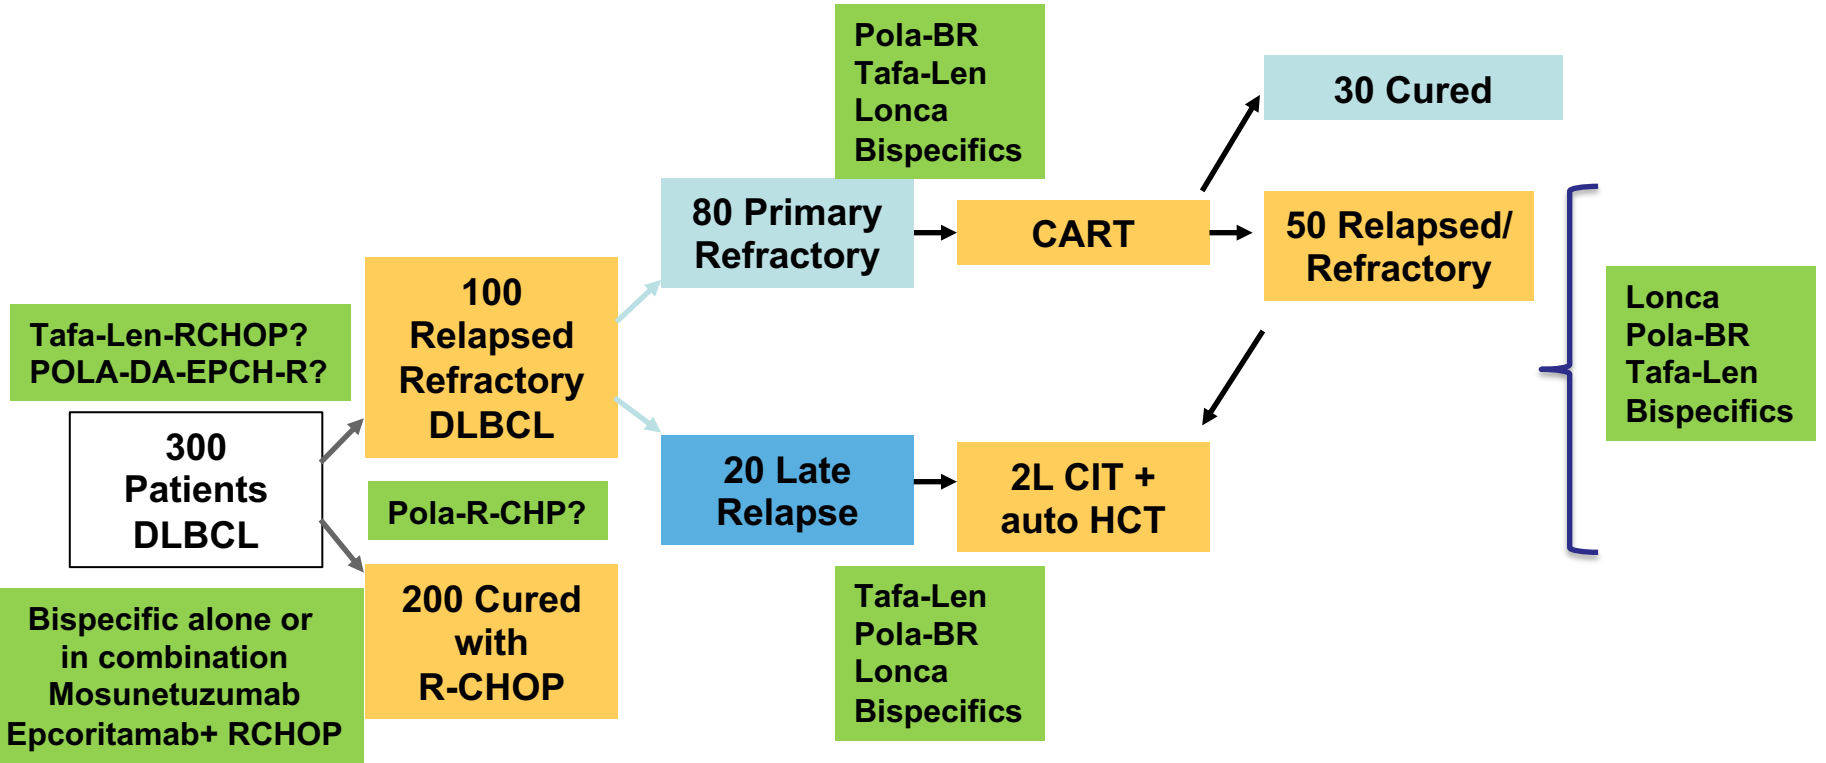 Tafa-Len-RCHOP?
POLA-DA-EPCH-R?
300
Patients
DLBCL
Bispecific alone or
in combination
Mosunetuzumab
Epcoritamab+ RCHOP
100
Relapsed
Refractory
DLBCL
Pola-R-CHP?
200 Cured
with
R-CHOP
Pola-BR
Tafa-Len
Lonca
Bispecifics
80 Primary
Refractory
20 Late
Relapse
Tafa-Len
Pola-BR
Lonca
Bispecifics
CART
2L CIT +
auto HCT
30 Cured
50 Relapsed/
Refractory
Lonca
Pola-BR
Tafa-Len
Bispecifics